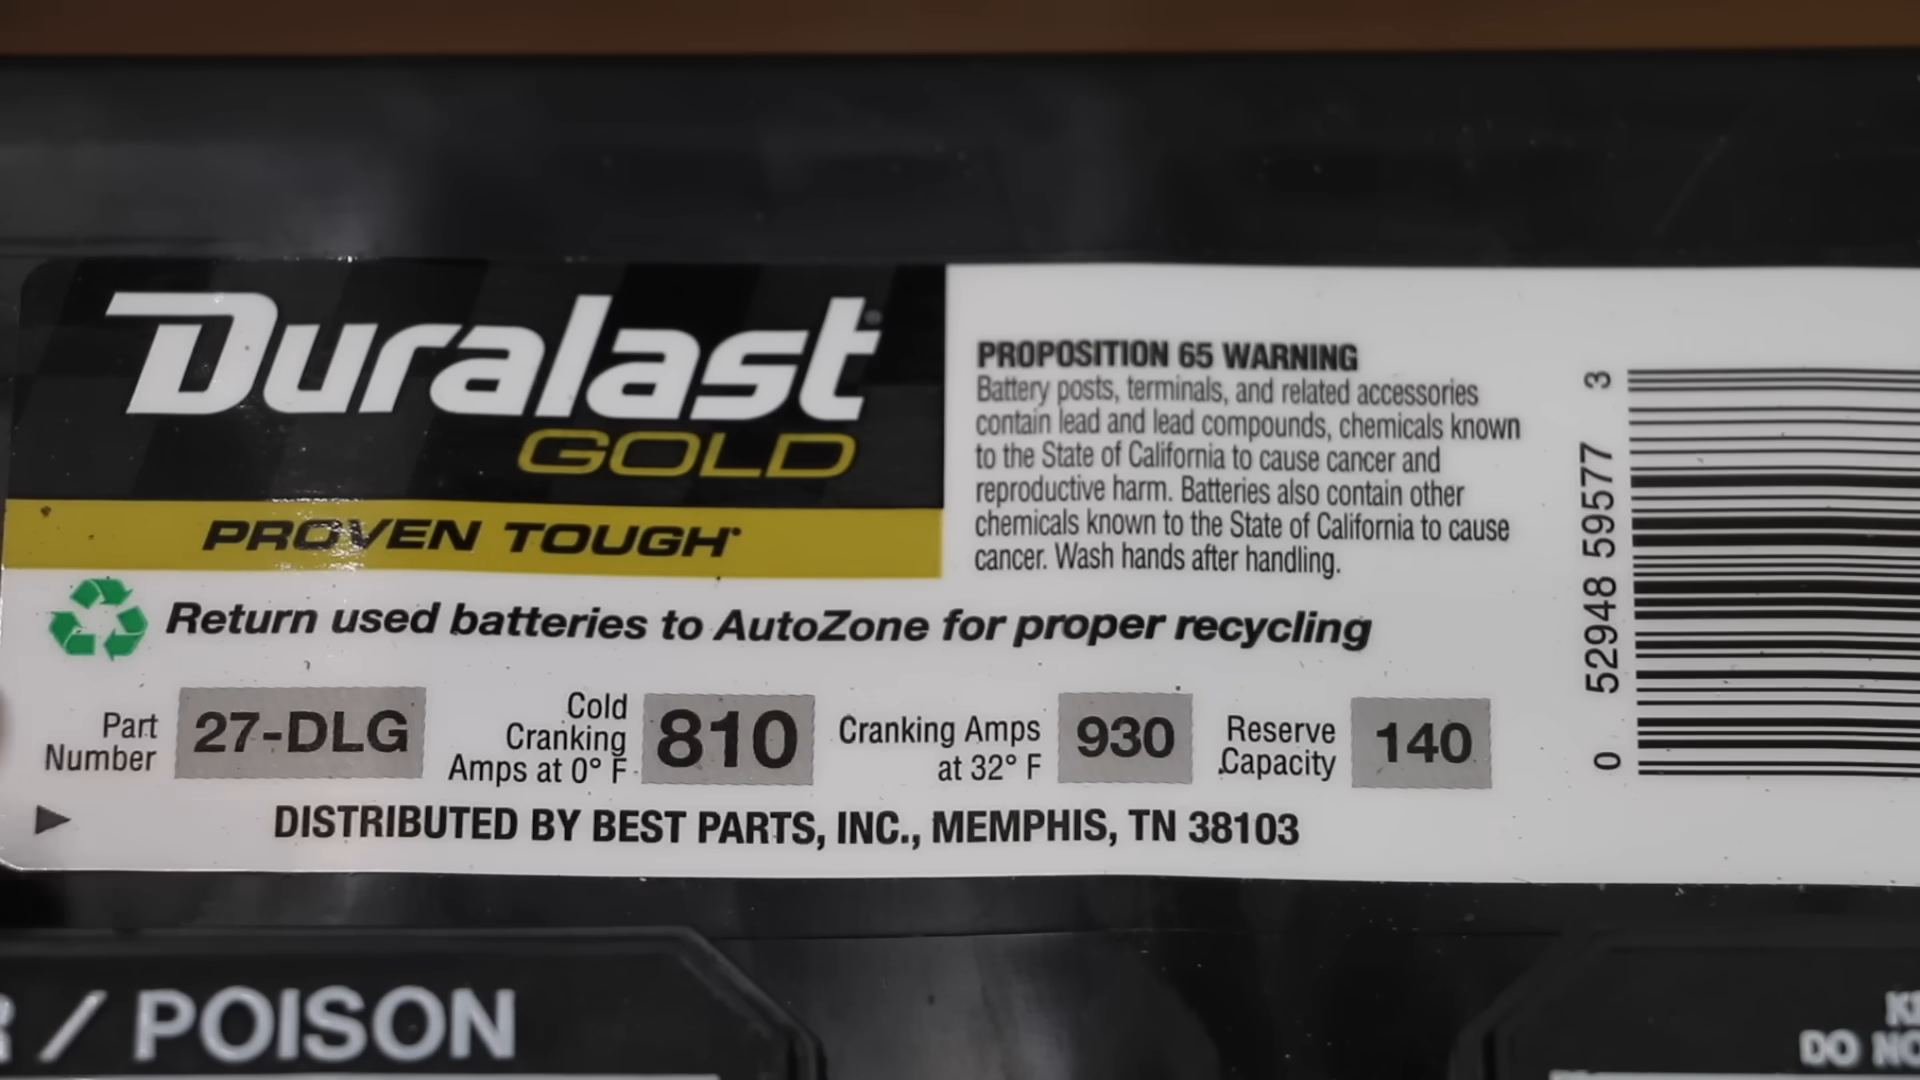 Duralast
GOLD
PROVEN TOUGH
PROPOSITION 65 WARNING
Battery posts, terminals, and related accessories
contain lead and lead compounds, chemicals known
to the State of California to cause cancer and
reproductive harm. Batteries also contain other
chemicals known to the State of California to cause
cancer. Wash hands after handling.
0 52948 59577 3
Return used batteries to AutoZone for proper recycling
Part
Number
27-DLG
Cold
Cranking
Amps at 0° F
810
Cranking Amps
at 32° F
930
Reserve
Capacity
140
DISTRIBUTED BY BEST PARTS, INC., MEMPHIS, TN 38103
/ POISON
DO